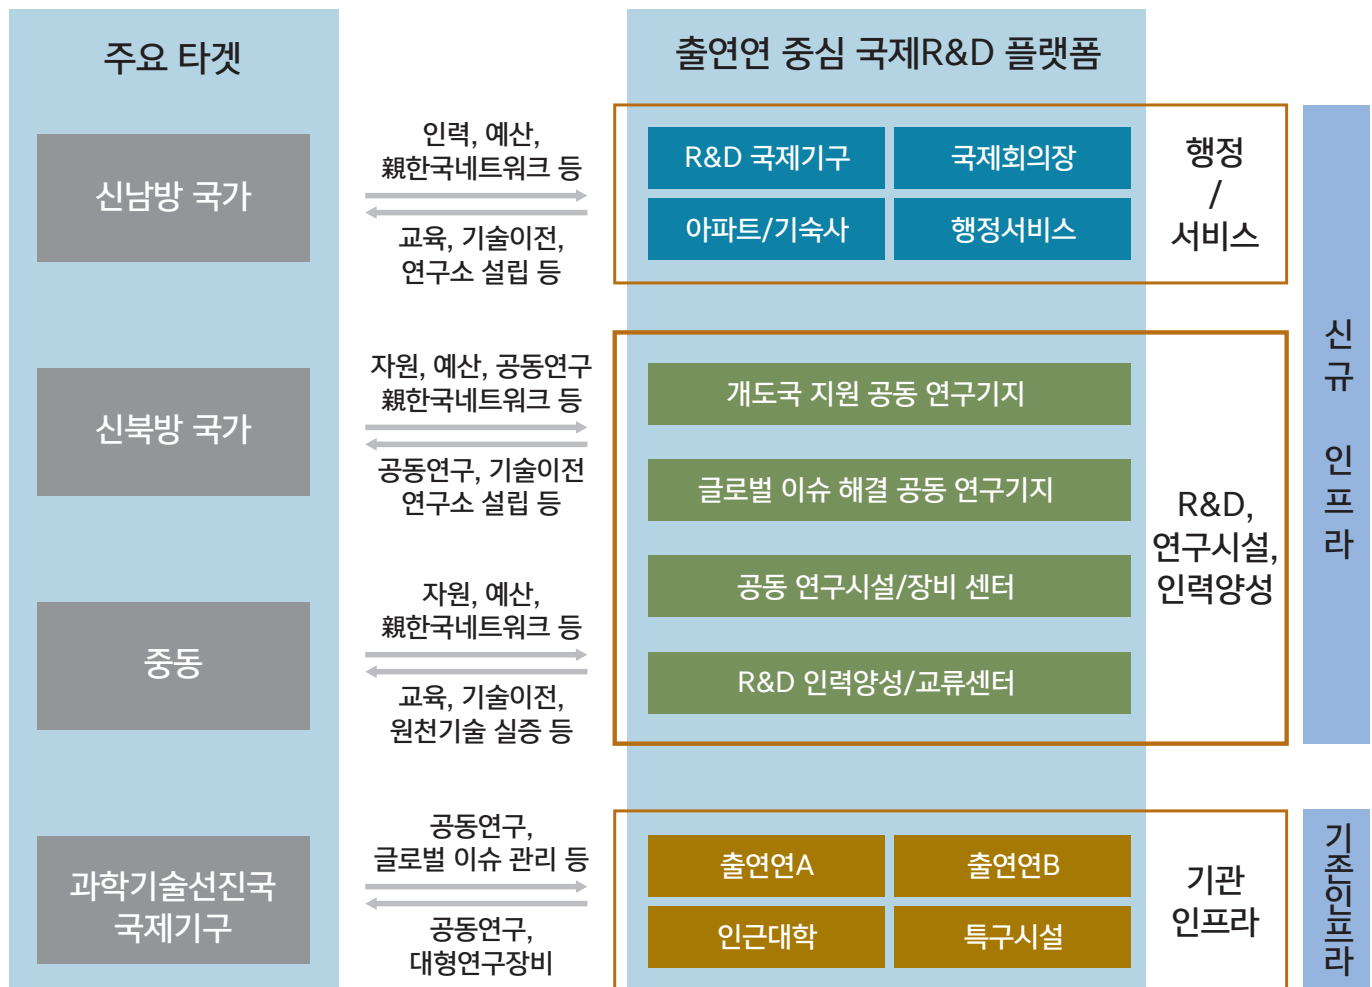 주요 타겟
출연연 중심 국제R&D 플랫폼
신남방 국가
인력, 예산,
親한국네트워크 등
교육, 기술이전,
연구소 설립 등
R&D 국제기구
국제회의장
아파트/기숙사
행정서비스
행정
/
서비스
신북방 국가
자원, 예산, 공동연구
親한국네트워크 등
공동연구, 기술이전
연구소 설립 등
중동
자원, 예산,
親한국네트워크 등
교육, 기술이전,
원천기술 실증 등
개도국 지원 공동 연구기지
글로벌 이슈 해결 공동 연구기지
공동 연구시설/장비 센터
R&D 인력양성/교류센터
R&D,
연구시설,
인력양성
신규 인프라
과학기술선진국
국제기구
공동연구,
글로벌 이슈 관리 등
공동연구,
대형연구장비
출연연A
출연연B
인근대학
특구시설
기관
인프라
기존인프라